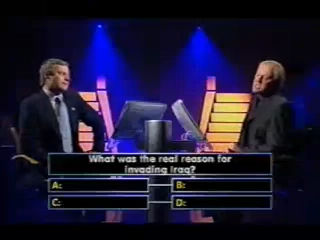 What was the real reason for
invading Iraq?
A:
B:
C:
D: